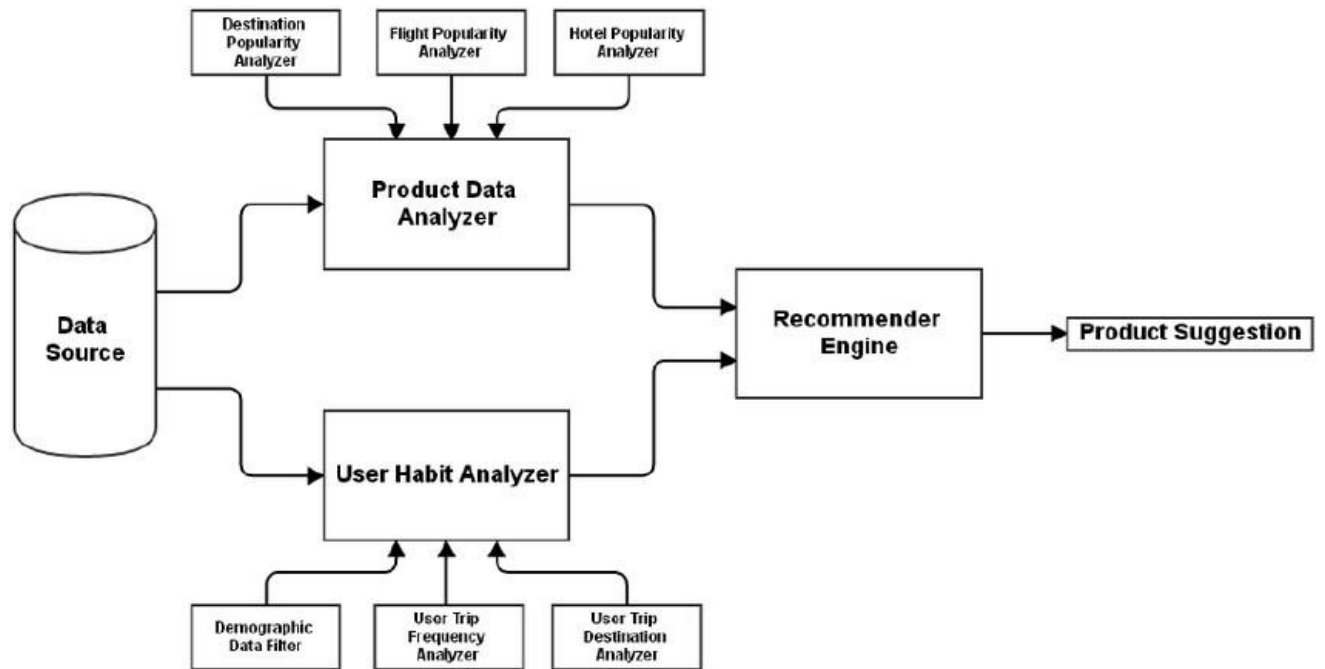 Destination
Popularity
Analyzer
Flight Popularity
Analyzer
Hotel Popularity
Analyzer
Product Data
Analyzer
Data
Source
Recommender
Engine
Product Suggestion
User Habit Analyzer
Demographic
Data Filter
User Trip
Frequency
Analyzer
User Trip
Destination
Analyzer